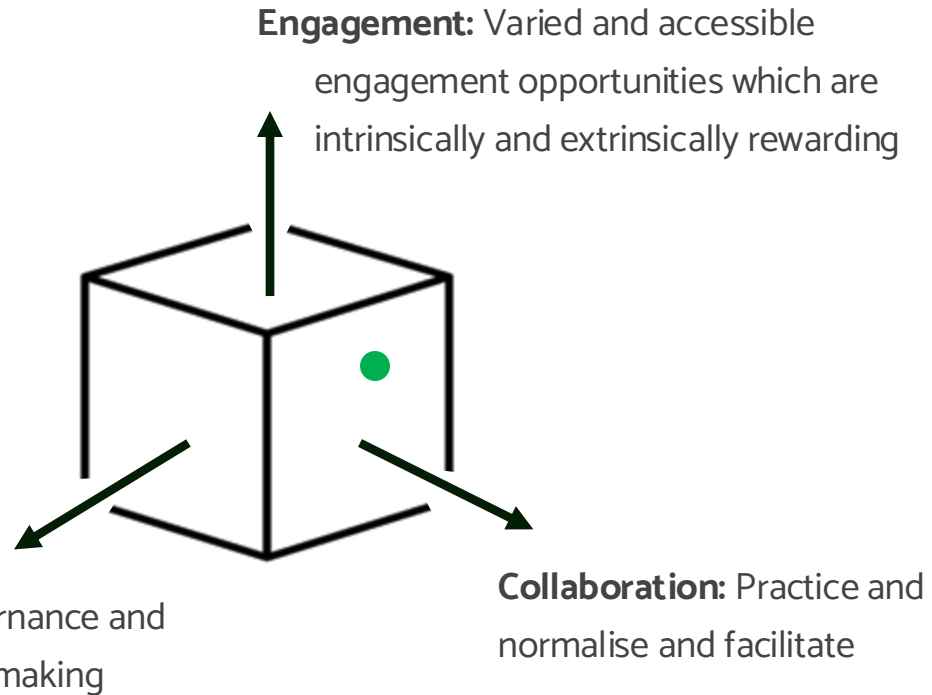 Engagement: Varied and accessible
engagement opportunities which are
intrinsically and extrinsically rewarding
Collaboration: Practice and
normalise and facilitate
and
making